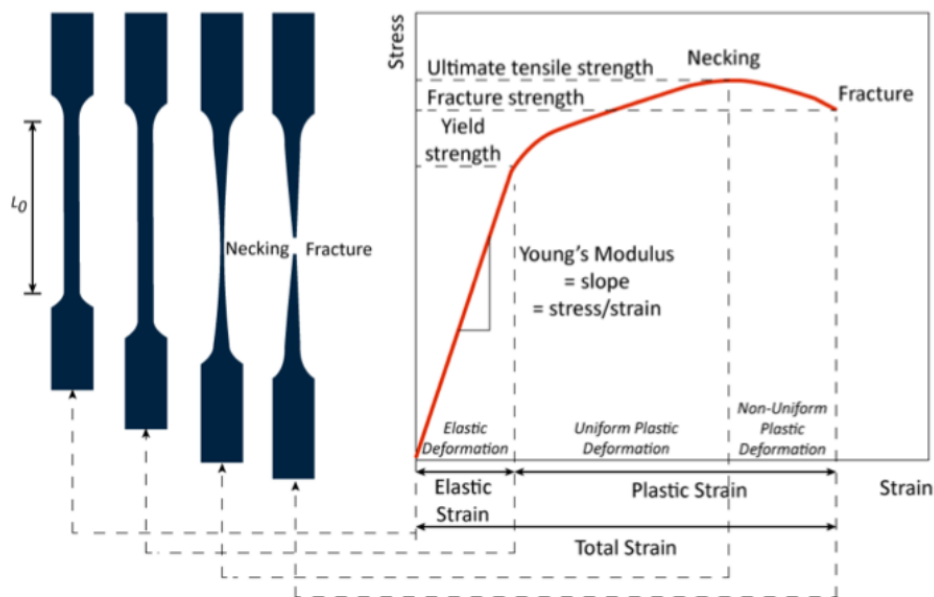 L0
Necking
Fracture
Stress
Ultimate tensile strength
Fracture strength
Yield
strength
Necking
Fracture
Young's Modulus
= slope
= stress/strain
Elastic
Deformation
Uniform Plastic
Deformation
Non-Uniform
Plastic
Deformation
Elastic
Strain
Plastic Strain
Strain
Total Strain